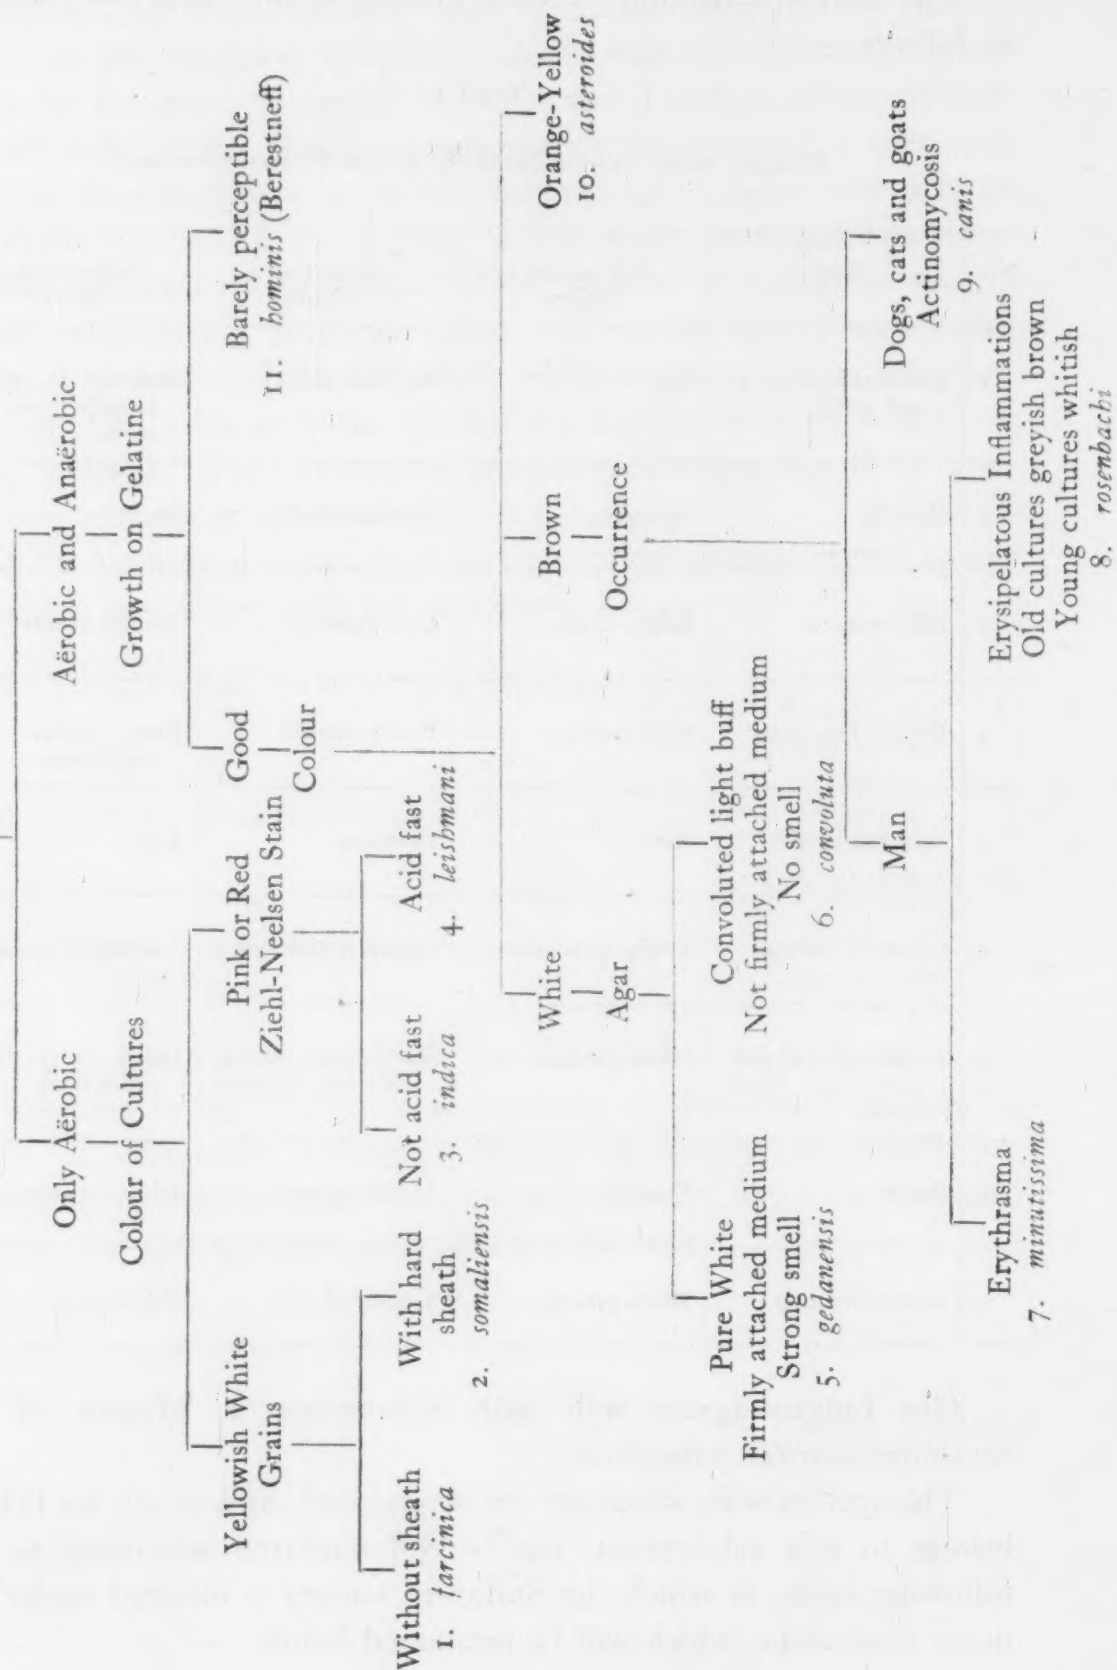 Only Aërobic
Aërobic and Anaërobic
Colour of Cultures
Growth on Gelatine
Yellowish White
Grains
Pink or Red
Ziehl-Neelsen Stain
Good
Colour
Barely perceptible
11. hominis (Berestneff)
Without sheath
1. farcinica
With hard
sheath
2. somaliensis
Not acid fast
3. indica
Acid fast
4. leishmani
White
Agar
Brown
Occurrence
Orange-Yellow
10. asteroides
Pure White
Firmly attached medium
Strong smell
5. gedanensis
Convoluted light buff
Not firmly attached medium
No smell
6. convoluta
Man
Dogs, cats and goats
Actinomycosis
9. canis
Erythrasma
7. minutissima
Erysipelatous Inflammations
Old cultures greyish brown
Young cultures whitish
8. rosenbachi